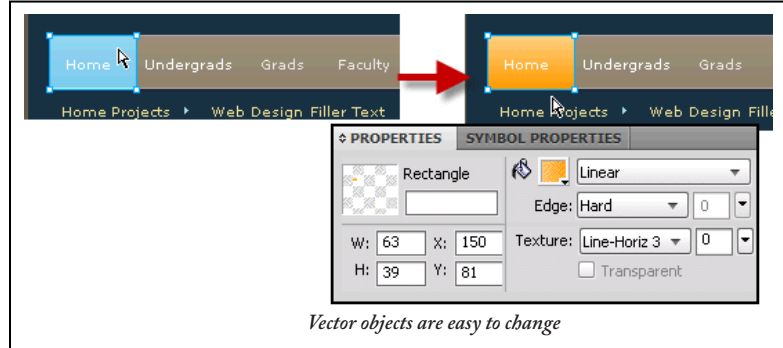 Home Undergrads Grads Faculty
Home Projects Web Design Filler Text
Home Undergrads Grads
Home Projects Web Design Fille
PROPERTIES SYMBOL PROPERTIES
Rectangle
Linear
Edge: Hard 0
W: 63 X: 150
Texture: Line-Horiz 3 0
H: 39 Y: 81
Transparent
Vector objects are easy to change